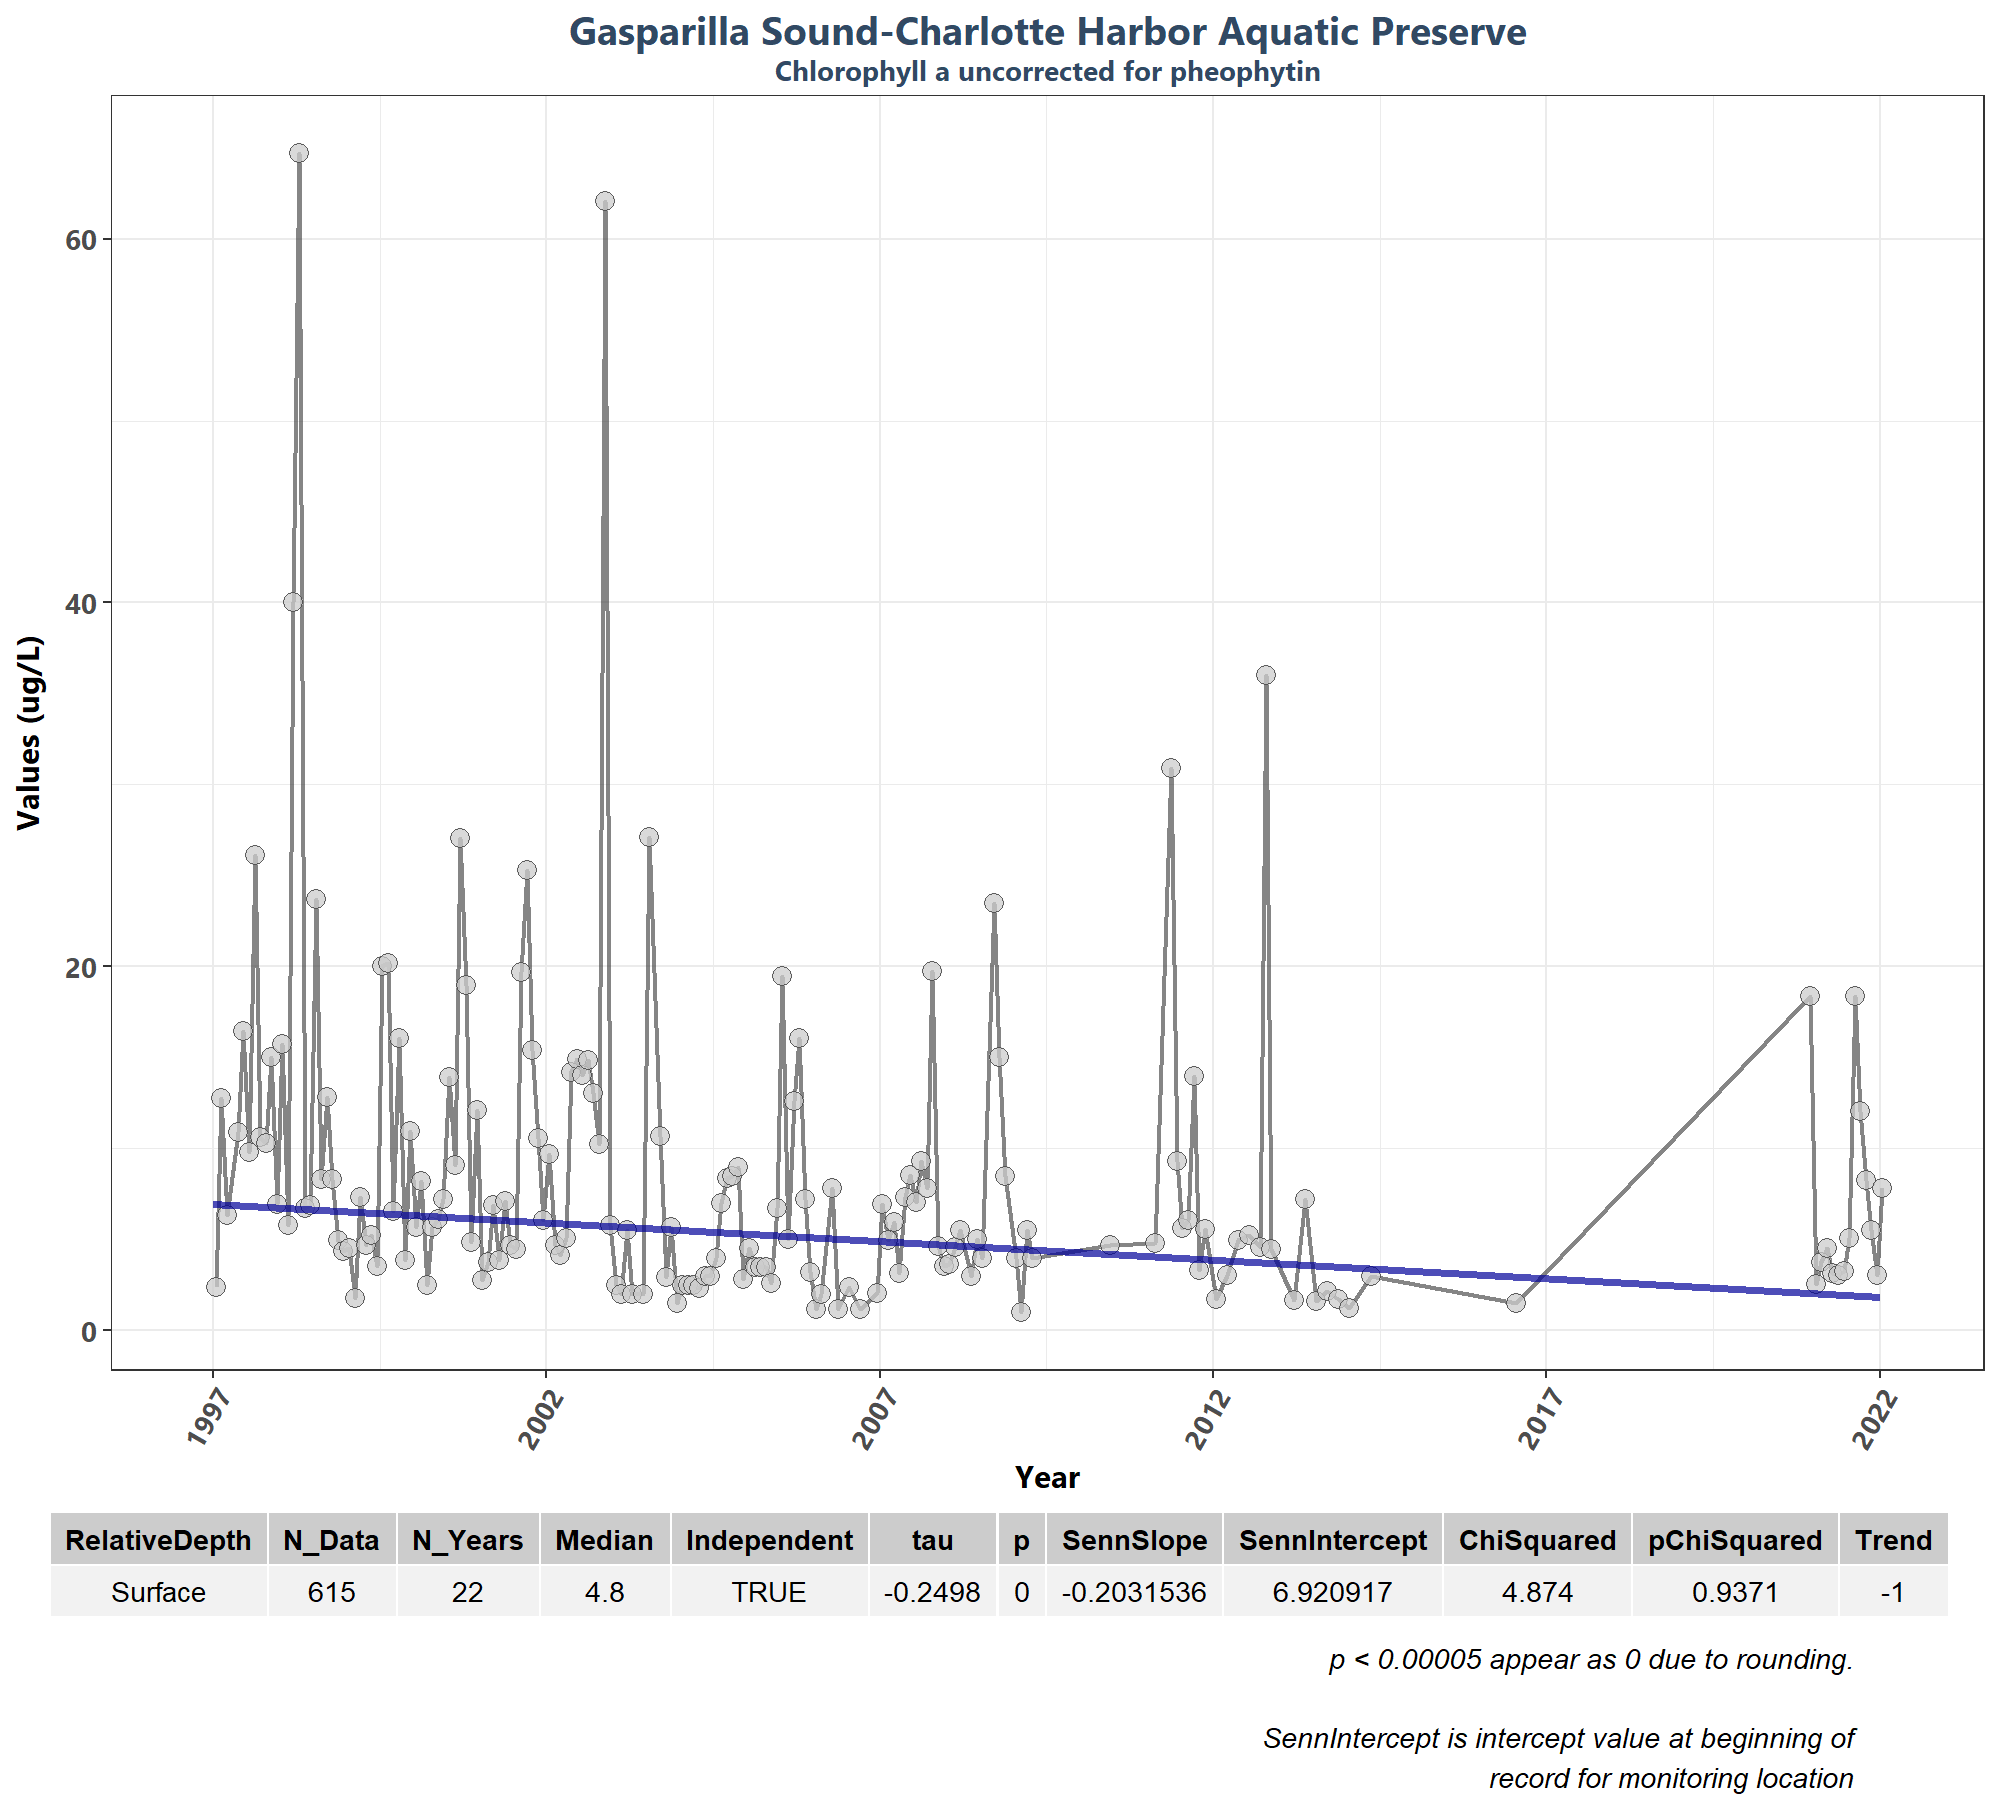 Gasparilla Sound-Charlotte Harbor Aquatic Preserve
Chlorophyll a uncorrected for pheophytin
Values (ug/L)
60
40
20
0
1997 2002 2007 2012 2017 2022
Year
RelativeDepth N_Data N_Years Median Independent tau p SennSlope SennIntercept ChiSquared pChiSquared Trend
Surface 615 22 4.8 TRUE -0.2498 0 -0.2031536 6.920917 4.874 0.9371 -1
p < 0.00005 appear as 0 due to rounding.
SennIntercept is intercept value at beginning of
record for monitoring location